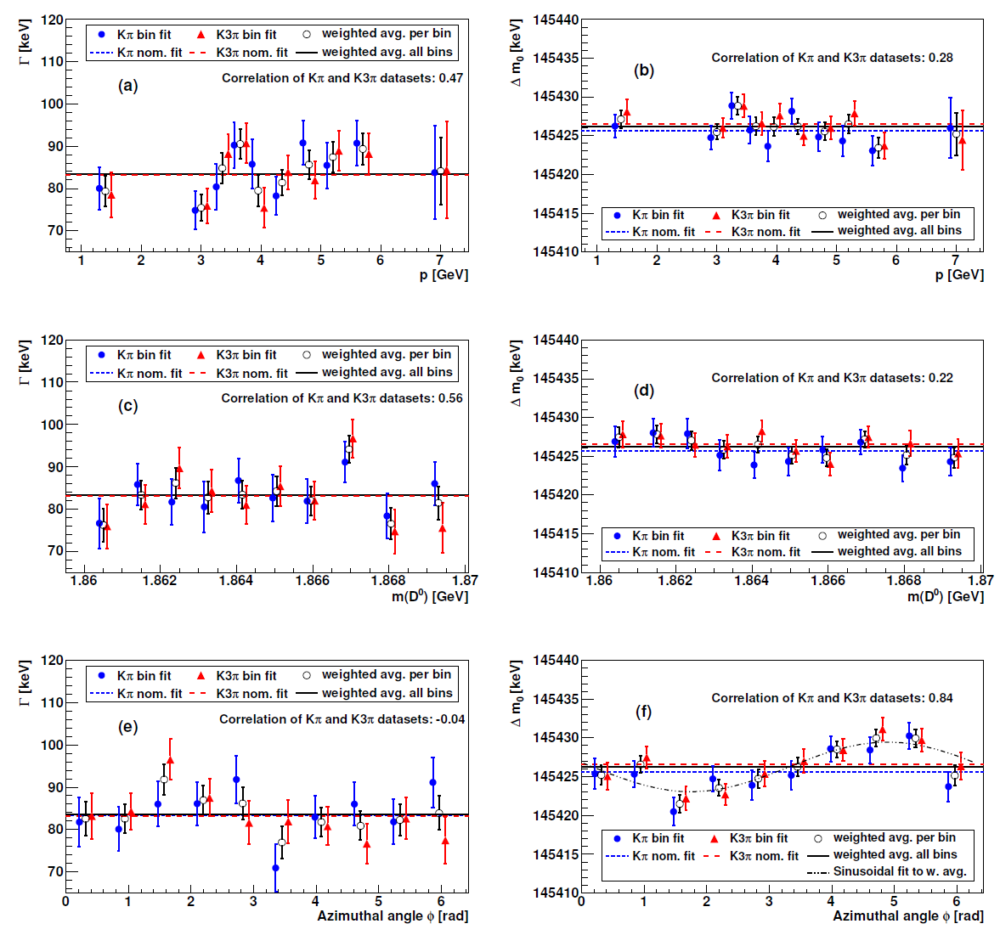 120
110
100
90
80
70
Γ [keV]
Kπ bin fit K3π bin fit weighted avg. per bin
Kπ nom. fit K3π nom. fit weighted avg. all bins
Correlation of Kπ and K3π datasets: 0.47
(a)
1 2 3 4 5 6 7
p [GeV]
145440
145435
145430
145425
145420
145415
145410
Δ m0 [keV]
Correlation of Kπ and K3π datasets: 0.28
(b)
Kπ bin fit K3π bin fit weighted avg. per bin
Kπ nom. fit K3π nom. fit weighted avg. all bins
1 2 3 4 5 6 7
p [GeV]
120
110
100
90
80
70
Γ [keV]
Kπ bin fit K3π bin fit weighted avg. per bin
Kπ nom. fit K3π nom. fit weighted avg. all bins
Correlation of Kπ and K3π datasets: 0.56
(c)
1.86 1.862 1.864 1.866 1.868 1.87
m(D⁰) [GeV]
145440
145435
145430
145425
145420
145415
145410
Δ m0 [keV]
Correlation of Kπ and K3π datasets: 0.22
(d)
Kπ bin fit K3π bin fit weighted avg. per bin
Kπ nom. fit K3π nom. fit weighted avg. all bins
1.86 1.862 1.864 1.866 1.868 1.87
m(D⁰) [GeV]
120
110
100
90
80
70
Γ [keV]
Kπ bin fit K3π bin fit weighted avg. per bin
Kπ nom. fit K3π nom. fit weighted avg. all bins
Correlation of Kπ and K3π datasets: -0.04
(e)
0 1 2 3 4 5 6
Azimuthal angle ϕ [rad]
145440
145435
145430
145425
145420
145415
145410
Δ m0 [keV]
Correlation of Kπ and K3π datasets: 0.84
(f)
Kπ bin fit K3π bin fit weighted avg. per bin
Kπ nom. fit K3π nom. fit weighted avg. all bins
Sinusoidal fit to w. avg.
0 1 2 3 4 5 6
Azimuthal angle ϕ [rad]